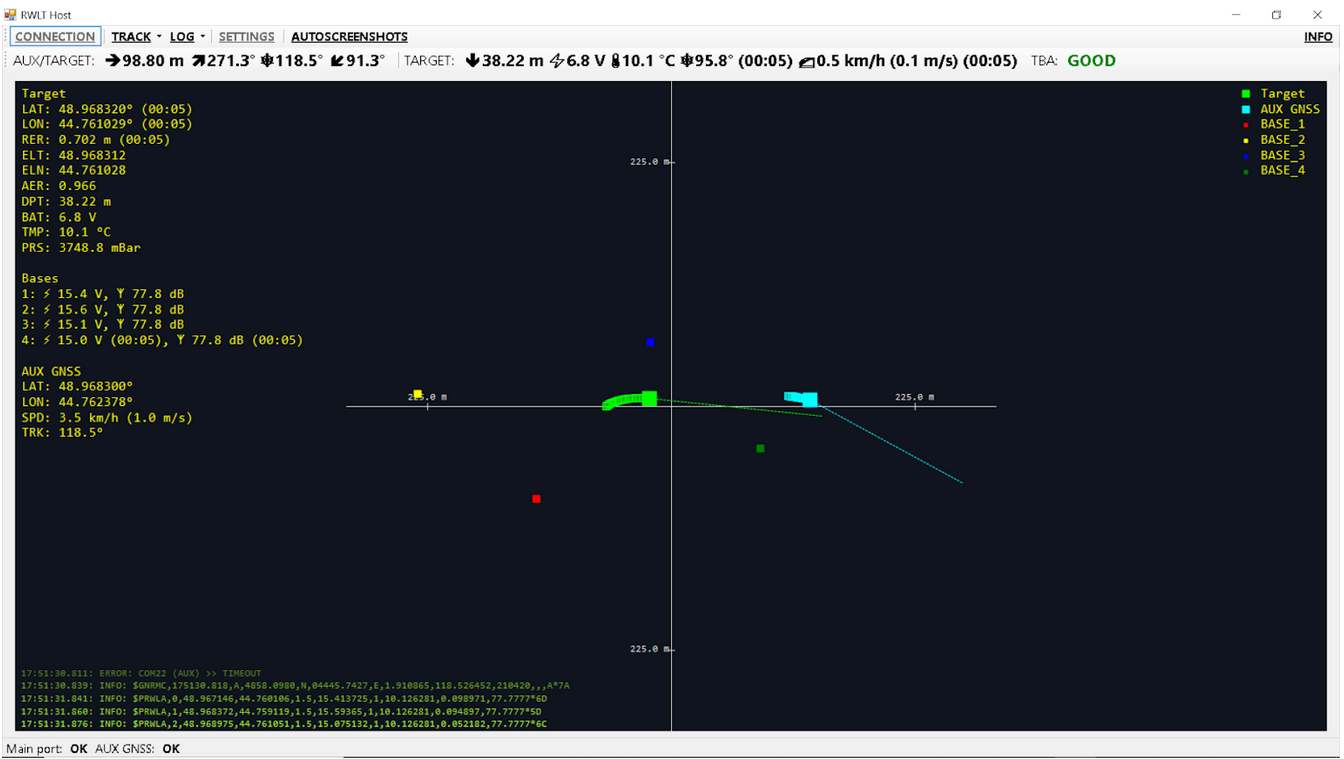 RWLT Host
CONNECTION TRACK LOG SETTINGS AUTOSCREENSHOTS INFO
AUX/TARGET: 98.80 m 271.3° 118.5° 91.3° TARGET: 38.22 m 6.8 V 10.1 °C 95.8° (00:05) 0.5 km/h (0.1 m/s) (00:05) TBA: GOOD
Target
LAT: 48.968320° (00:05)
LON: 44.761029° (00:05)
RER: 0.702 m (00:05)
ELT: 48.968312
ELN: 44.761028
AER: 0.966
DPT: 38.22 m
BAT: 6.8 V
TMP: 10.1 °C
PRS: 3748.8 mBar
Bases
1: ⚡ 15.4 V, 77.8 dB
2: ⚡ 15.6 V, 77.8 dB
3: ⚡ 15.1 V, 77.8 dB
4: ⚡ 15.0 V (00:05), 77.8 dB (00:05)
AUX GNSS
LAT: 48.968300°
LON: 44.762378°
SPD: 3.5 km/h (1.0 m/s)
TRK: 118.5°
225.0 m
225.0 m
225.0 m
225.0 m
Target
AUX GNSS
BASE_1
BASE_2
BASE_3
BASE_4
17:51:30.811: ERROR: COM22 (AUX) >> TIMEOUT
17:51:30.839: INFO: $GNRMC,175130.818,A,4858.0980,N,04445.7427,E,1.910865,118.526452,210420,,,A*7A
17:51:31.841: INFO: $PRWLA,0,48.967146,44.760106,1.5,15.413725,1,10.126281,0.098971,77.7777*6D
17:51:31.860: INFO: $PRWLA,1,48.968372,44.759119,1.5,15.59365,1,10.126281,0.094897,77.7777*5D
17:51:31.876: INFO: $PRWLA,2,48.968975,44.761051,1.5,15.075132,1,10.126281,0.052182,77.7777*6C
Main port: OK AUX GNSS: OK